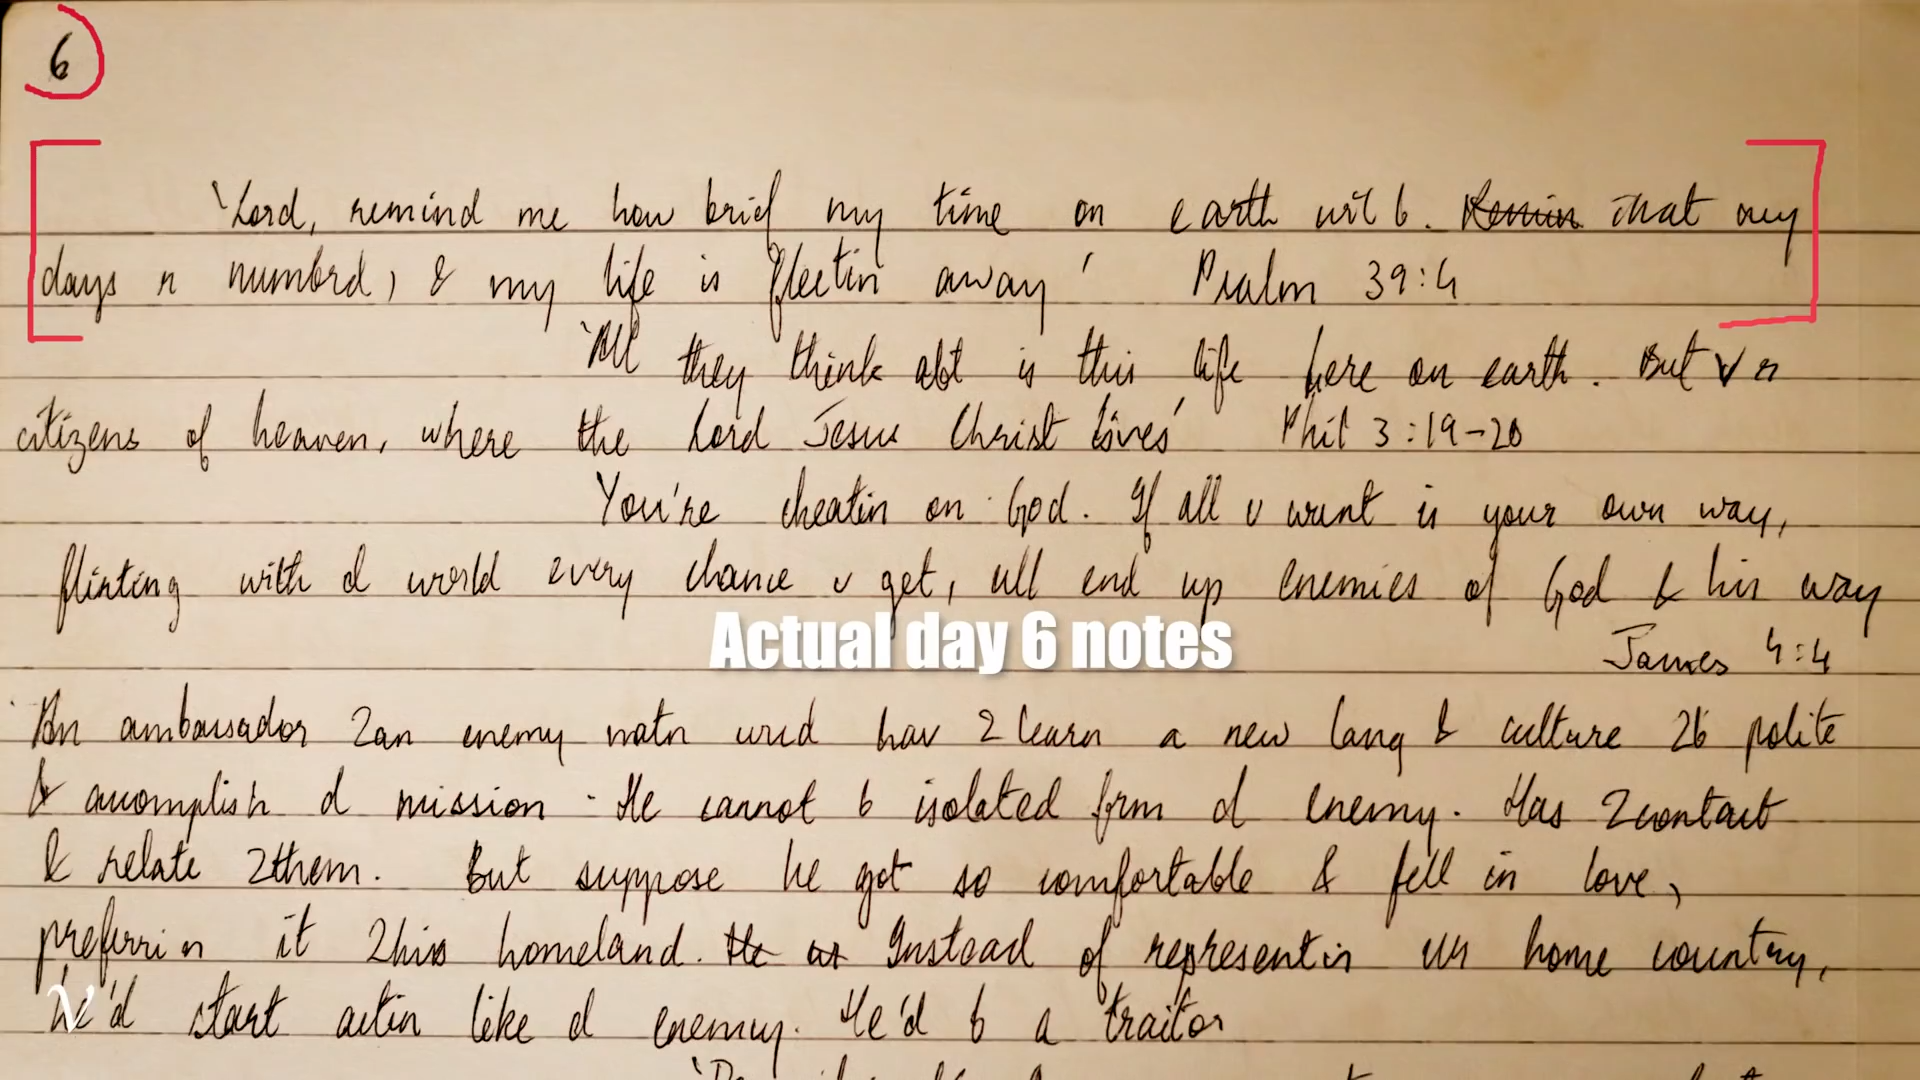 6
'Lord, remind me how brief my time on earth wil b. Remin That my
days r numbrd, & my life is fleetin away' Psalm 39:4
'All they think abt is this life here on earth. But v r
citizens of heaven, where the Lord Jesus Christ lives' Phil 3:19-20
You're cheatin on God. If all u want is your own way,
flirting with d world every chance u get, ull end up enemies of God & his way
Actual day 6 notes
James 4:4
An ambassador 2an enemy natn wud hav 2 learn a new lang & culture 2b polite
& accomplish d mission - He cannot b isolated frm d enemy. Has 2contact
& relate 2them. But suppose he got so comfortable & fell in love,
preferrin it 2his homeland. He Instead of representin home country,
he'd start actin like d enemy. He'd b a traitor